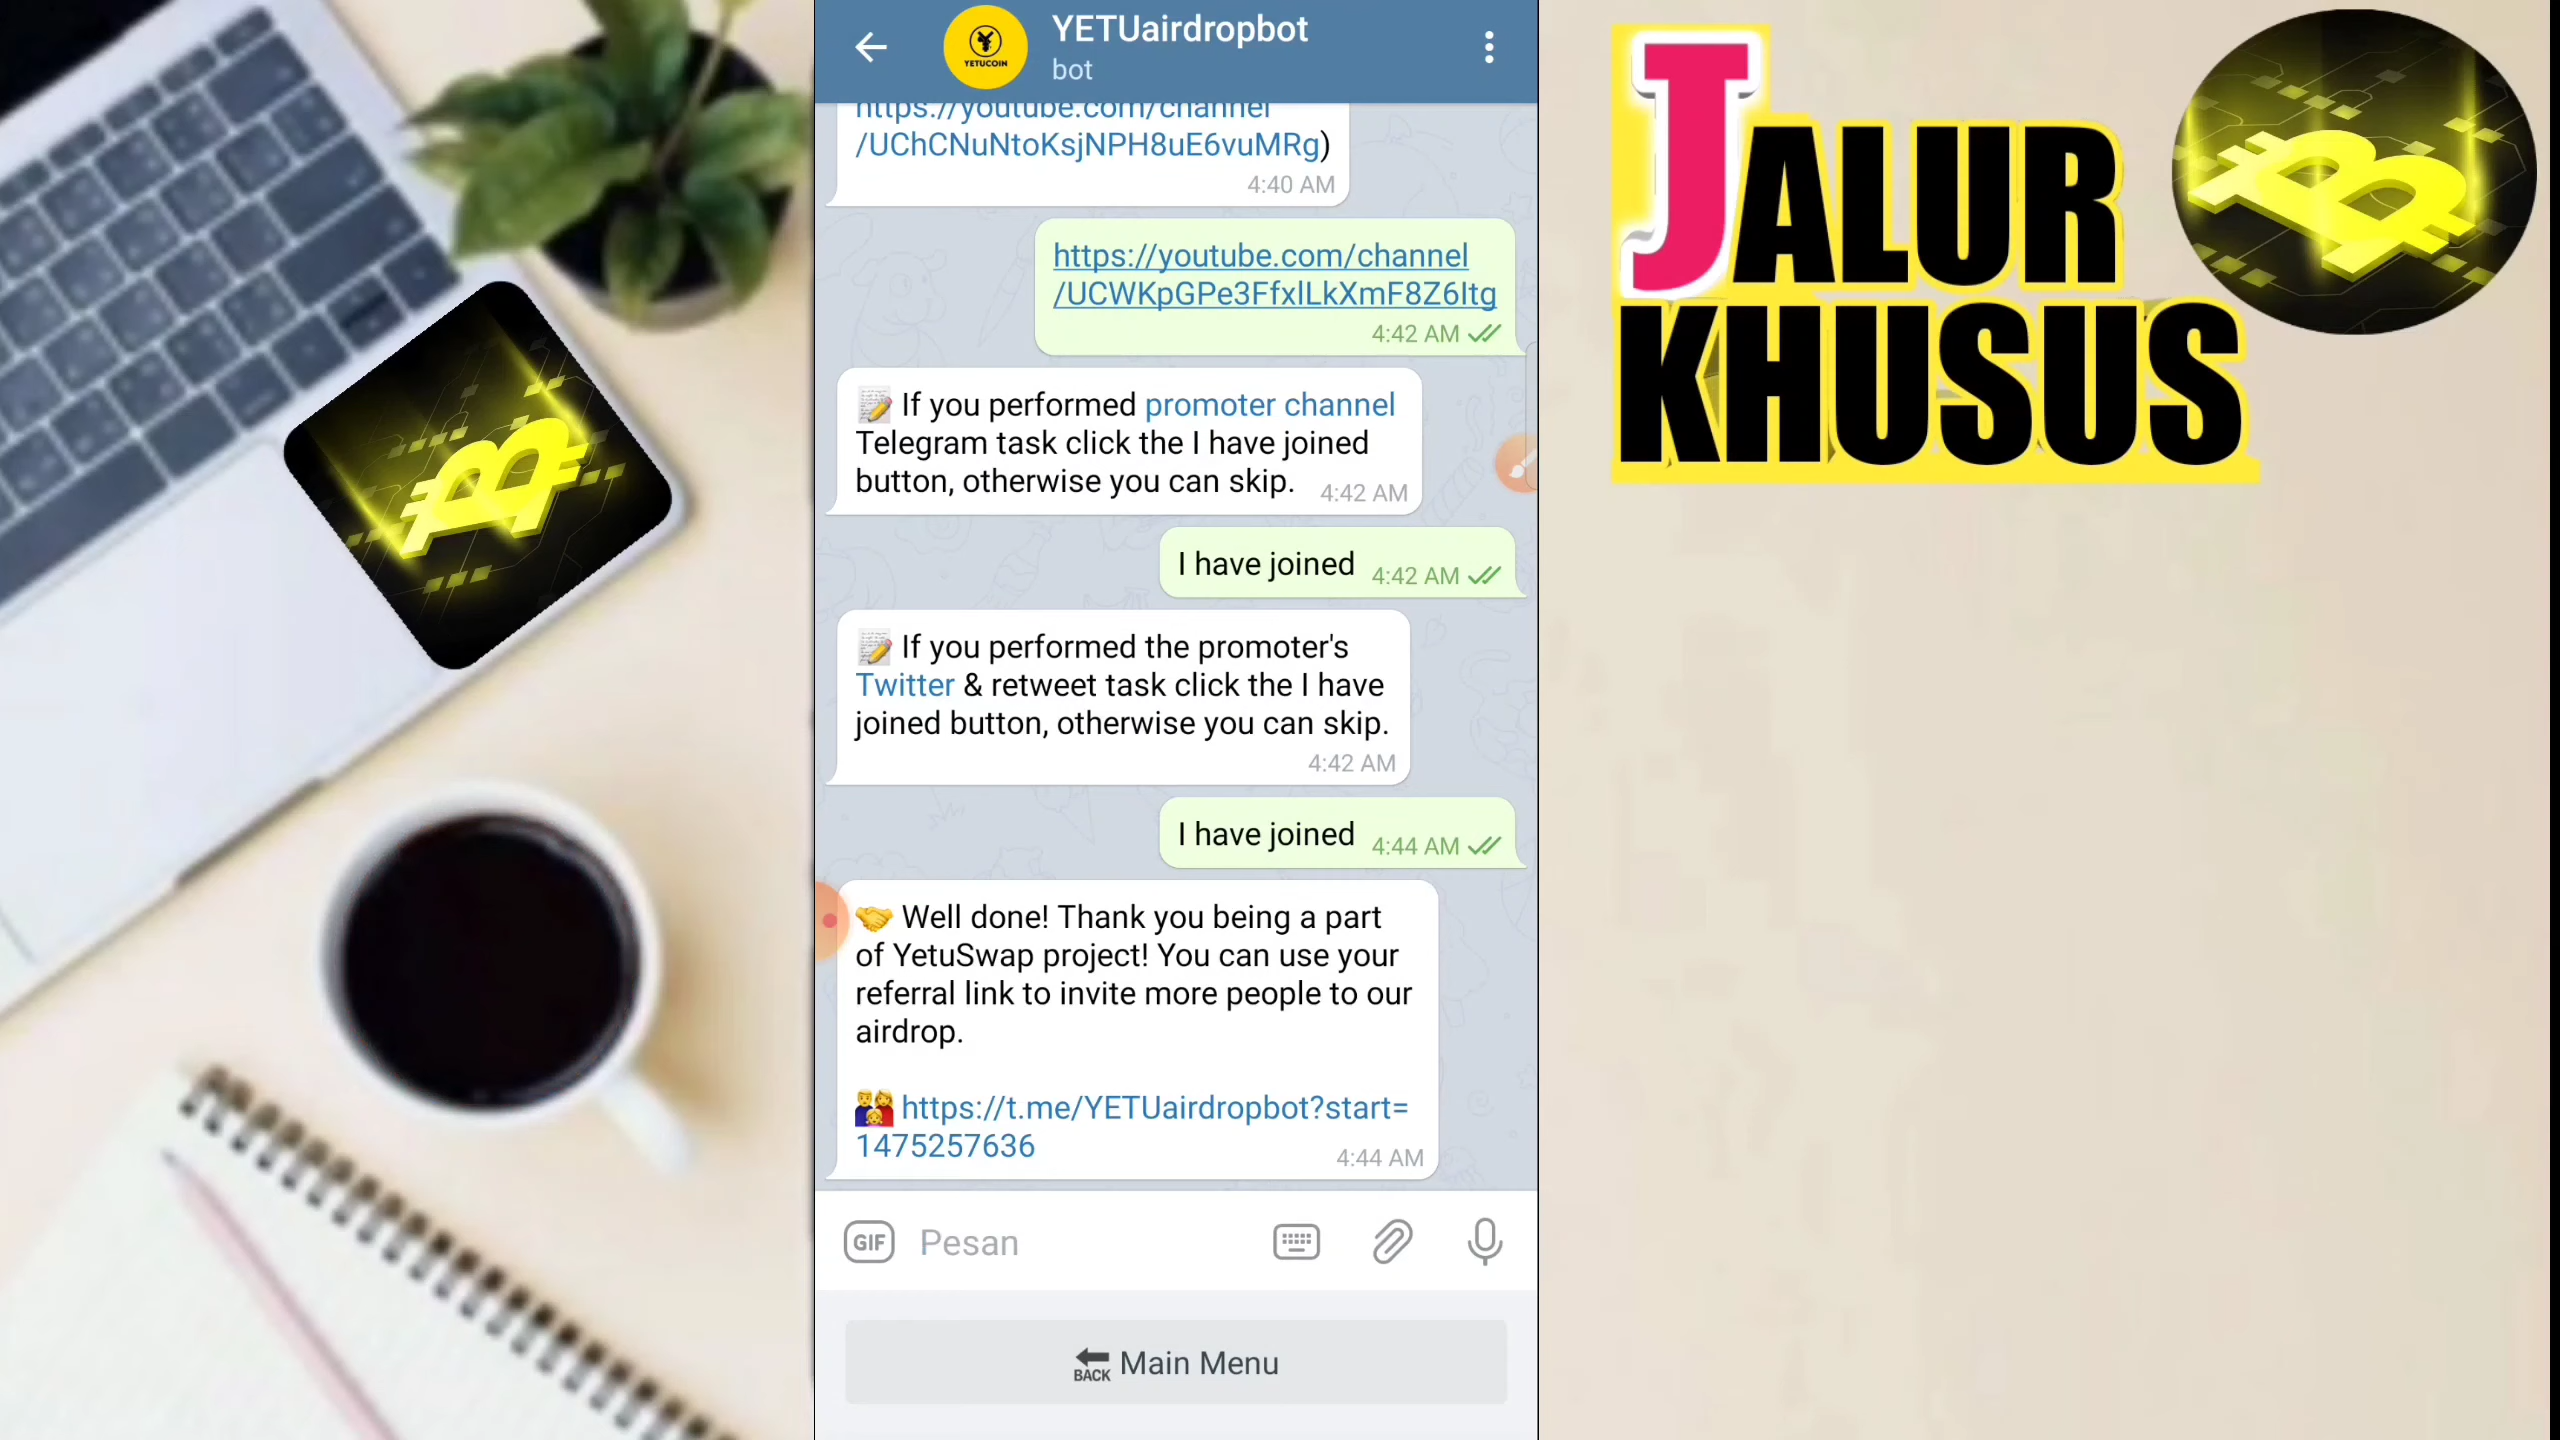 YETUairdropbot
bot
YETUCOIN
https://youtube.com/channel
/UChCNuNtoKsjNPH8uE6vuMRg)
4:40 AM
https://youtube.com/channel
/UCWKpGPe3FfxlLkXmF8Z6Itg
4:42 AM
If you performed promoter channel
Telegram task click the I have joined
button, otherwise you can skip.
4:42 AM
I have joined
4:42 AM
If you performed the promoter's
Twitter & retweet task click the I have
joined button, otherwise you can skip.
4:42 AM
I have joined
4:44 AM
Well done! Thank you being a part
of YetuSwap project! You can use your
referral link to invite more people to our
airdrop.
https://t.me/YETUairdropbot?start=
1475257636
4:44 AM
GIF
Pesan
BACK
Main Menu
JALUR
KHUSUS